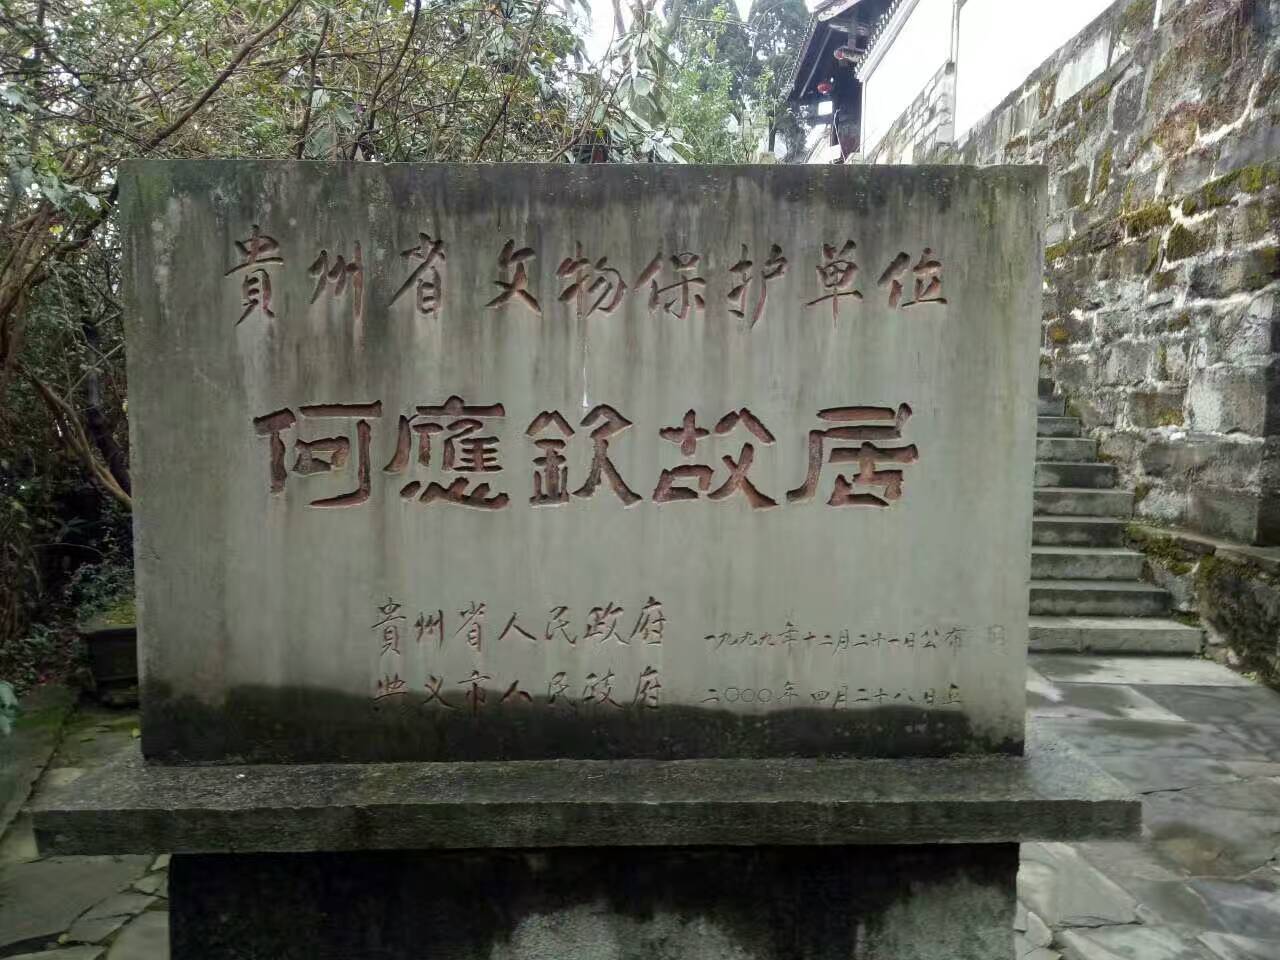 貴州省文物保护单位
何應欽故居
貴州省人民政府 一九九九年十二月二十一日公布
兴义市人民政府 二〇〇〇年四月二十八日立